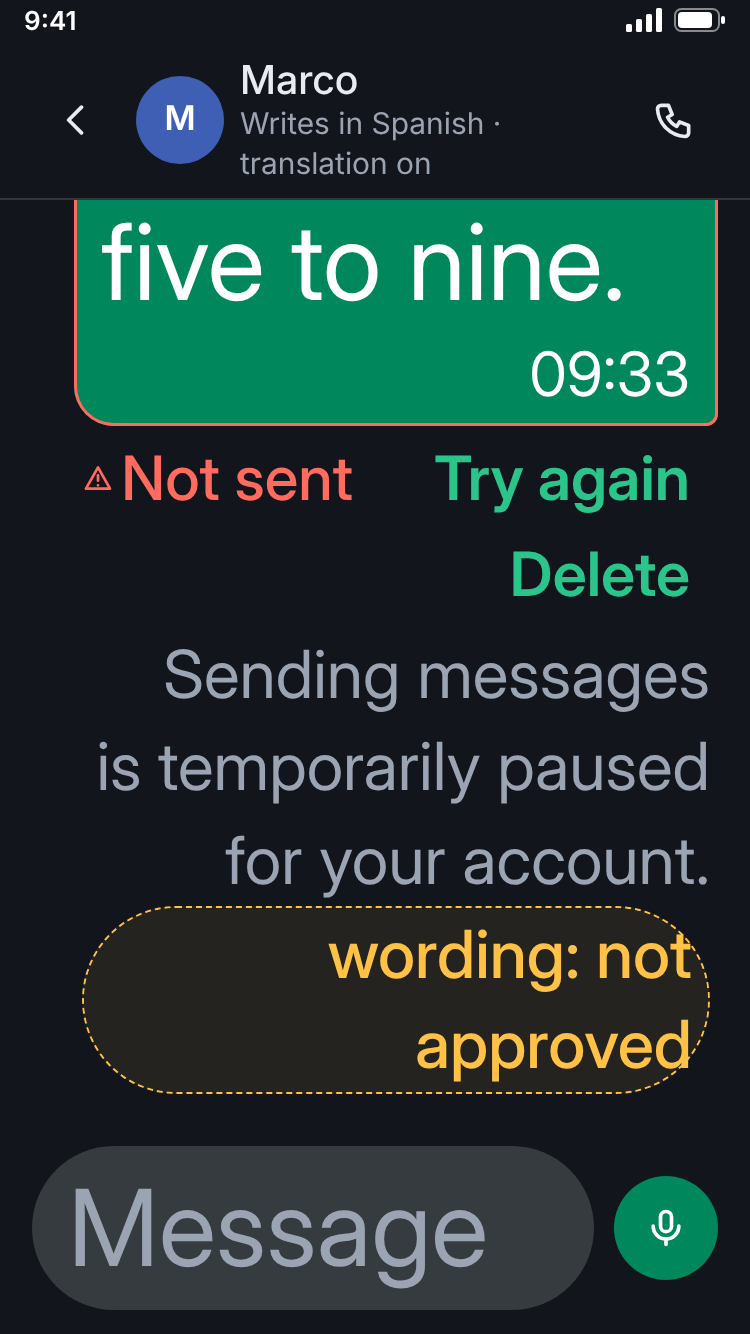 9:41
M
Marco
Writes in Spanish ·
translation on
five to nine.
09:33
Not sent
Try again
Delete
Sending messages
is temporarily paused
for your account.
wording: not
approved
Message